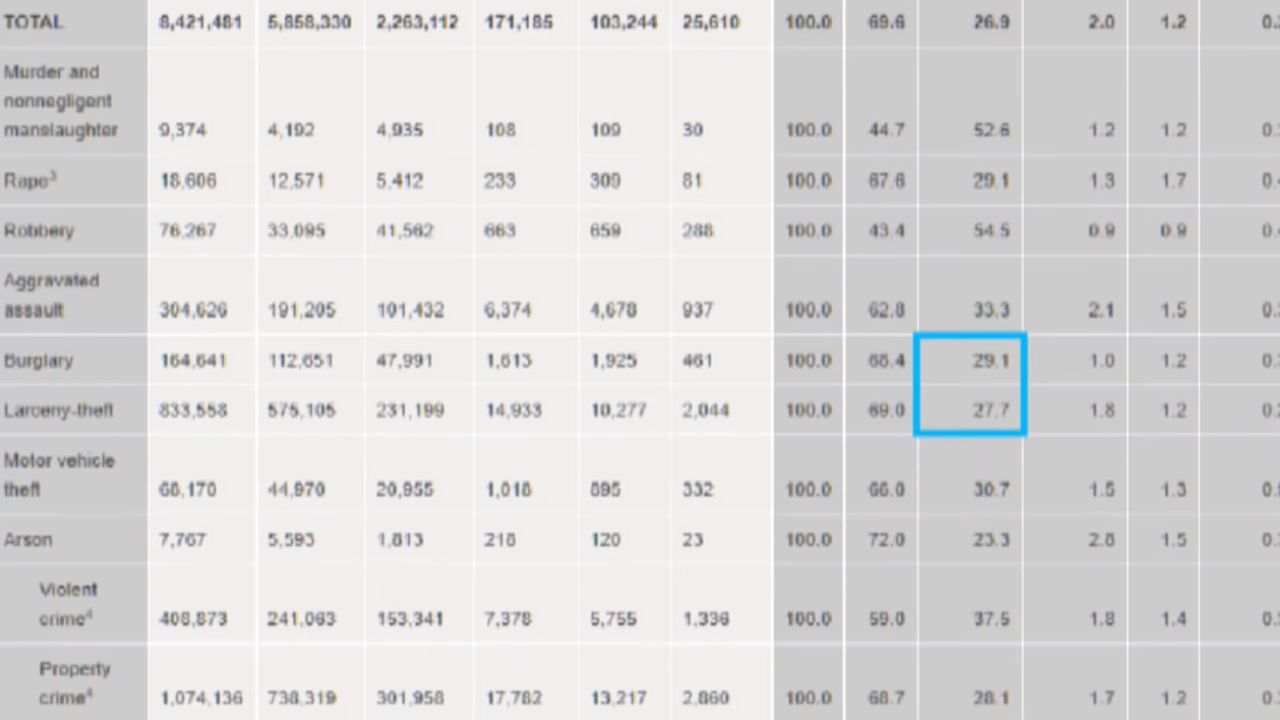 TOTAL 8,421,481 5,858,330 2,263,112 171,185 103,244 25,610 100.0 69.6 26.9 2.0 1.2
Murder and
nonnegligent
manslaughter 9,374 4,192 4,935 108 109 30 100.0 44.7 52.6 1.2 1.2
Rape3 18,606 12,571 5,412 233 309 81 100.0 67.6 29.1 1.3 1.7
Robbery 76,267 33,095 41,562 663 659 288 100.0 43.4 54.5 0.9 0.9
Aggravated
assault 304,626 191,205 101,432 6,374 4,678 937 100.0 62.8 33.3 2.1 1.5
Burglary 164,641 112,651 47,991 1,613 1,925 461 100.0 68.4 29.1 1.0 1.2
Larceny-theft 833,558 575,105 231,199 14,933 10,277 2,044 100.0 69.0 27.7 1.8 1.2
Motor vehicle
theft 68,170 44,970 20,955 1,018 895 332 100.0 66.0 30.7 1.5 1.3
Arson 7,767 5,593 1,813 218 120 23 100.0 72.0 23.3 2.8 1.5
Violent
crime4 408,873 241,063 153,341 7,378 5,755 1,336 100.0 59.0 37.5 1.8 1.4
Property
crime4 1,074,136 738,319 301,958 17,782 13,217 2,860 100.0 68.7 28.1 1.7 1.2